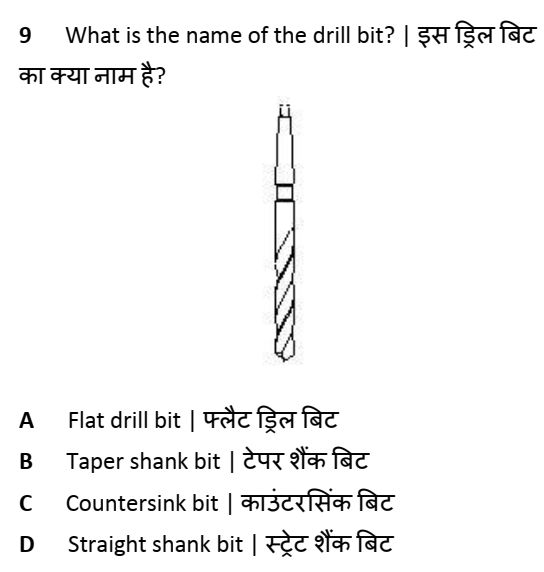 9 What is the name of the drill bit? | इस ड्रिल बिट
का क्या नाम है?
A Flat drill bit | फ्लैट ड्रिल बिट
B Taper shank bit | टेपर शैंक बिट
C Countersink bit | काउंटरसिंक बिट
D Straight shank bit | स्ट्रेट शैंक बिट